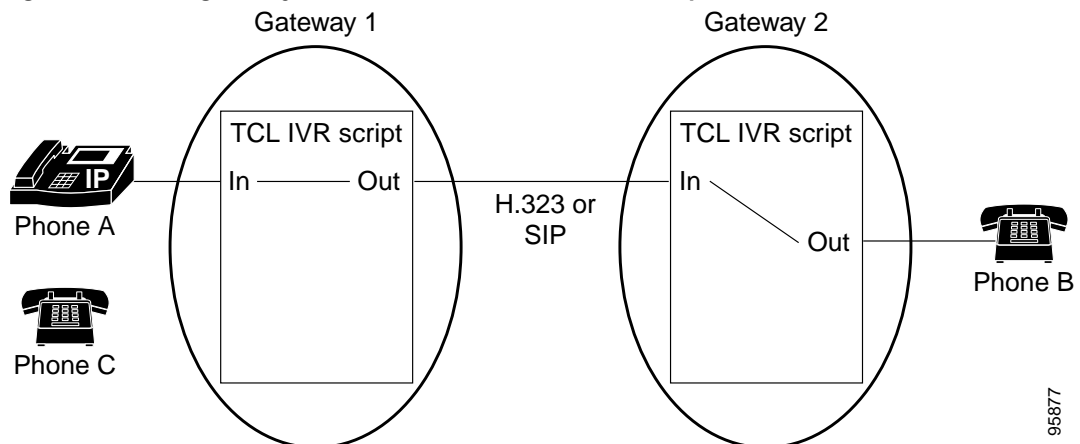 Gateway 1
Gateway 2
TCL IVR script
TCL IVR script
IP
In
Out
In
H.323 or
SIP
Out
Phone A
Phone B
Phone C
95877